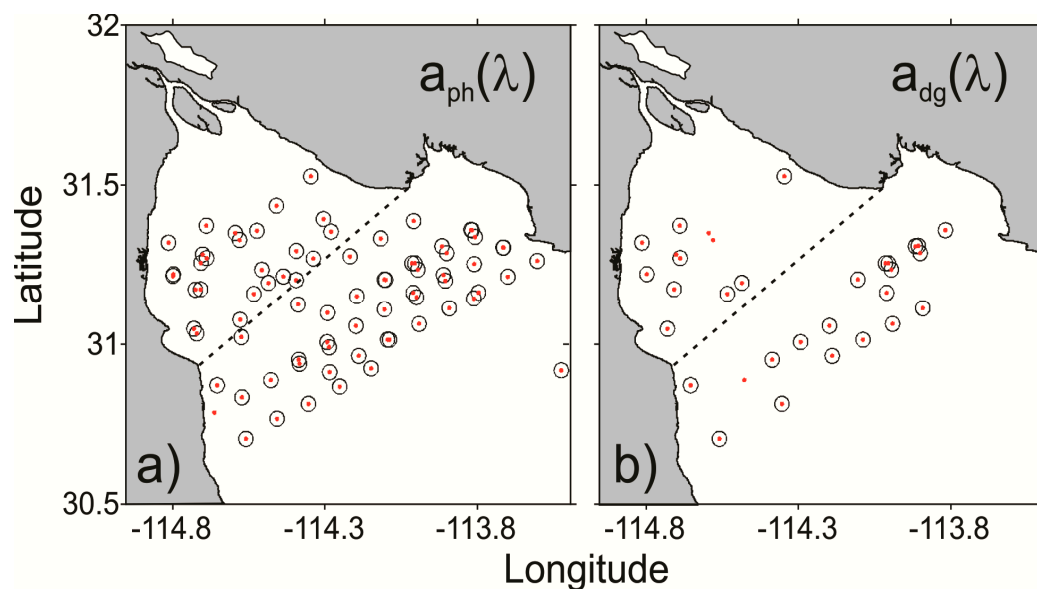 32
31.5
31
30.5
Latitude
a_ph(λ)
a)
-114.8 -114.3 -113.8
a_dg(λ)
b)
-114.8 -114.3 -113.8
Longitude